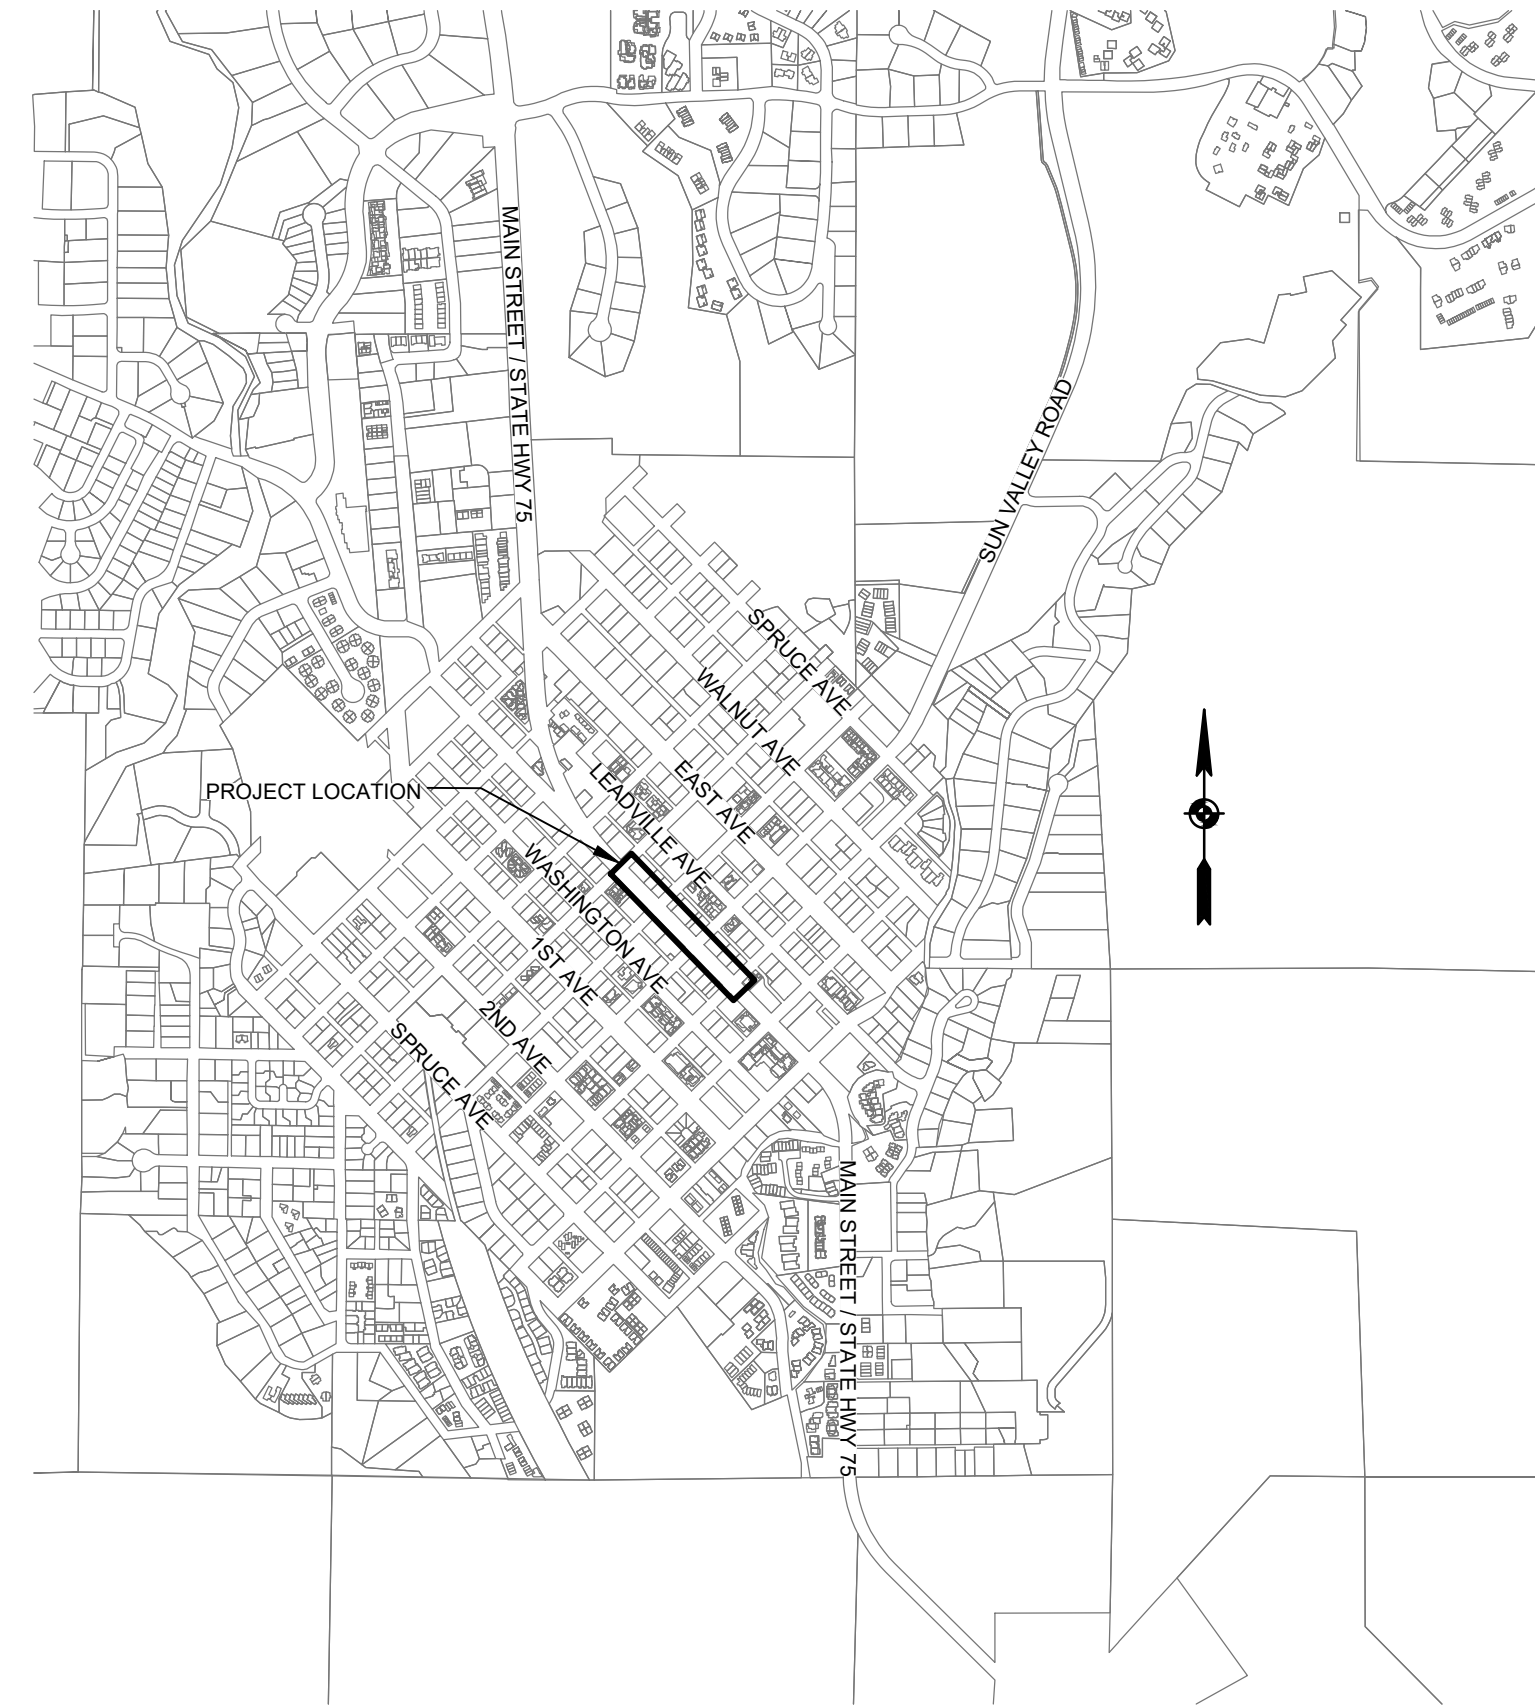 MAIN STREET / STATE HWY 75
SUN VALLEY ROAD
SPRUCE AVE
WALNUT AVE
EAST AVE
LEADVILLE AVE
PROJECT LOCATION
WASHINGTON AVE
1ST AVE
2ND AVE
SPRUCE AVE
MAIN STREET / STATE HWY 75